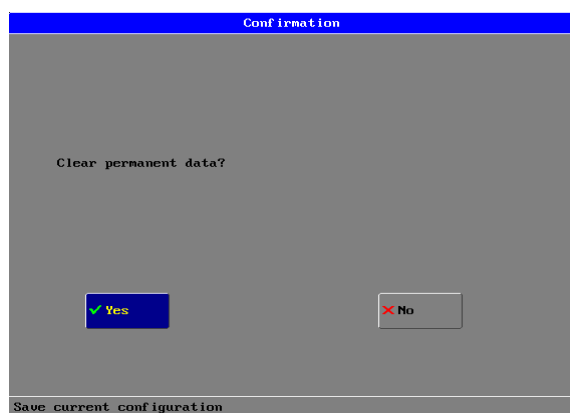 Confirmation
Clear permanent data?
Yes
No
Save current configuration